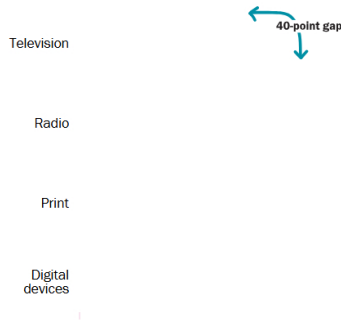 40-point gap
Television
Radio
Print
Digital
devices